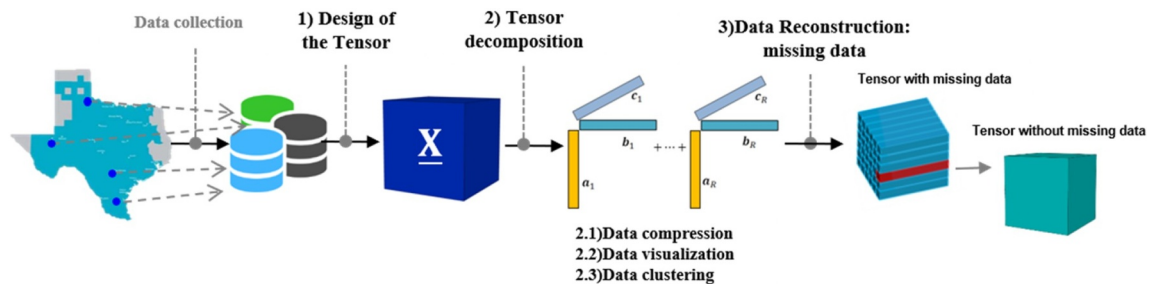 Data collection
1) Design of
the Tensor
2) Tensor
decomposition
3)Data Reconstruction:
missing data
Tensor with missing data
Tensor without missing data
X
c1
b1
a1
+ ··· +
cR
bR
aR
2.1)Data compression
2.2)Data visualization
2.3)Data clustering